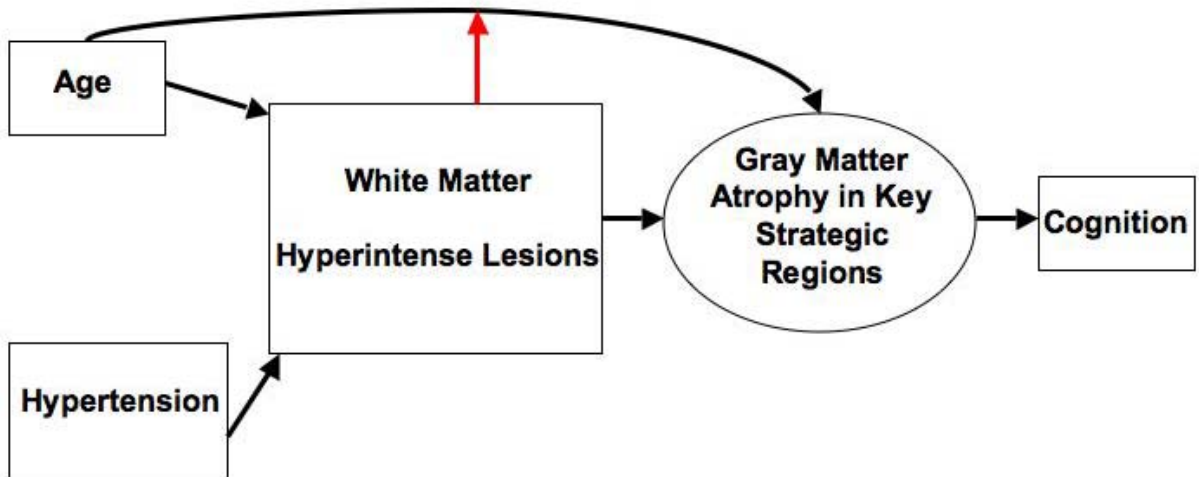 Age
White Matter
Hyperintense Lesions
Gray Matter
Atrophy in Key
Strategic
Regions
Cognition
Hypertension